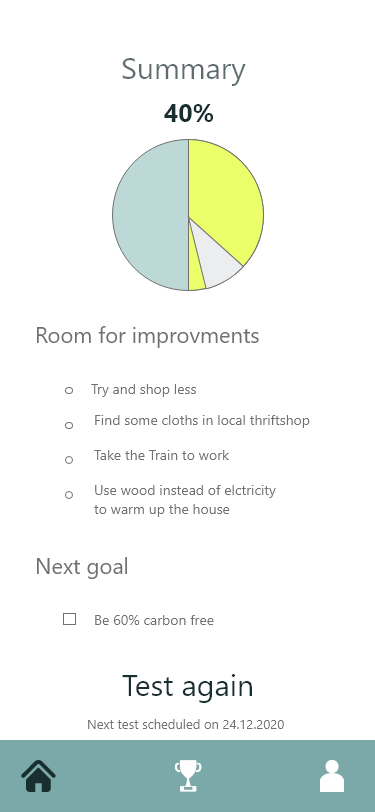 Summary
40%
Room for improvments
Try and shop less
Find some cloths in local thriftshop
Take the Train to work
Use wood instead of elctricity
to warm up the house
Next goal
Be 60% carbon free
Test again
Next test scheduled on 24.12.2020